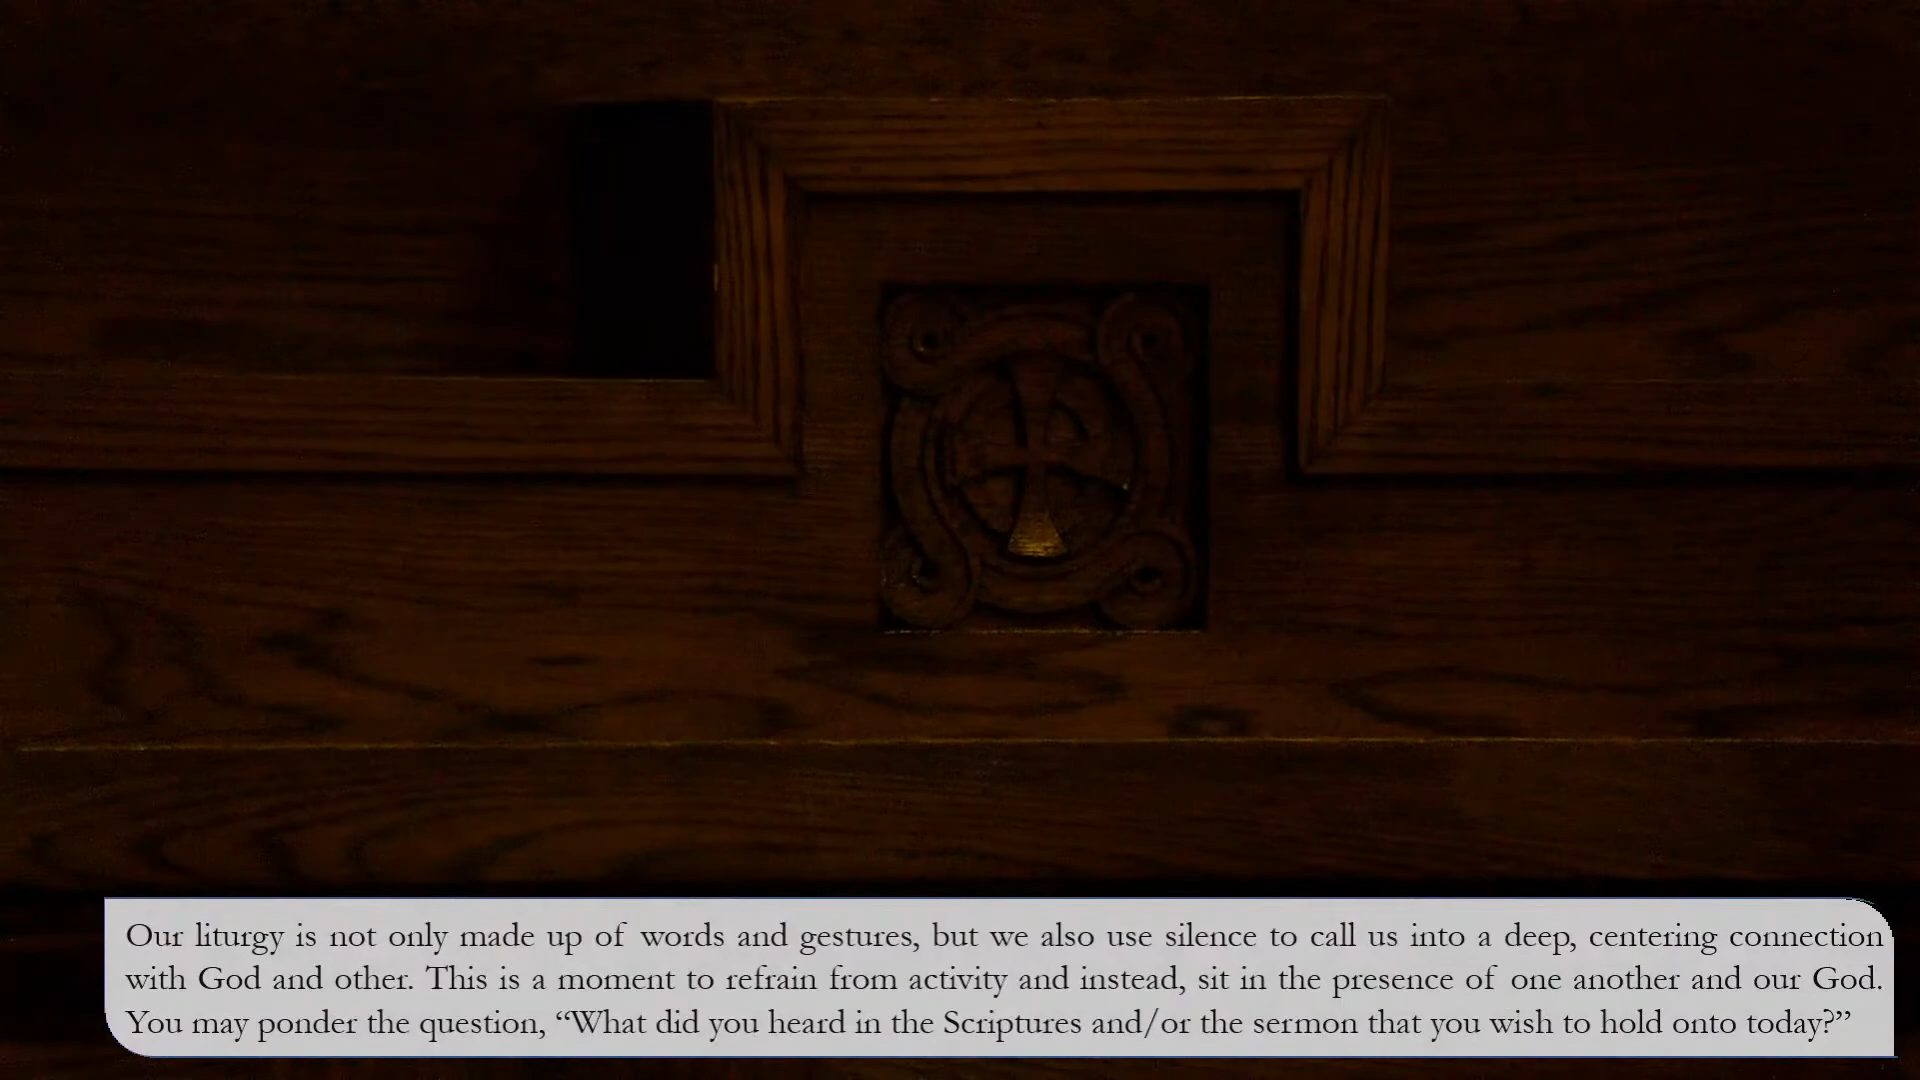 Our liturgy is not only made up of words and gestures, but we also use silence to call us into a deep, centering connection
with God and other. This is a moment to refrain from activity and instead, sit in the presence of one another and our God.
You may ponder the question, “What did you heard in the Scriptures and/or the sermon that you wish to hold onto today?”